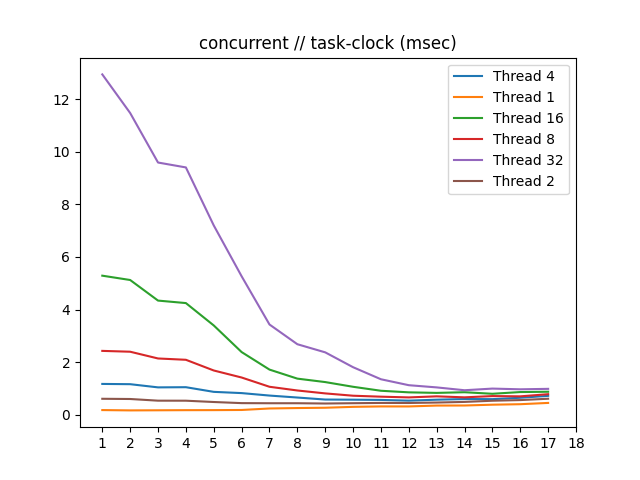 concurrent // task-clock (msec)
Thread 4
Thread 1
Thread 16
Thread 8
Thread 32
Thread 2
12
10
8
6
4
2
0
1 2 3 4 5 6 7 8 9 10 11 12 13 14 15 16 17 18